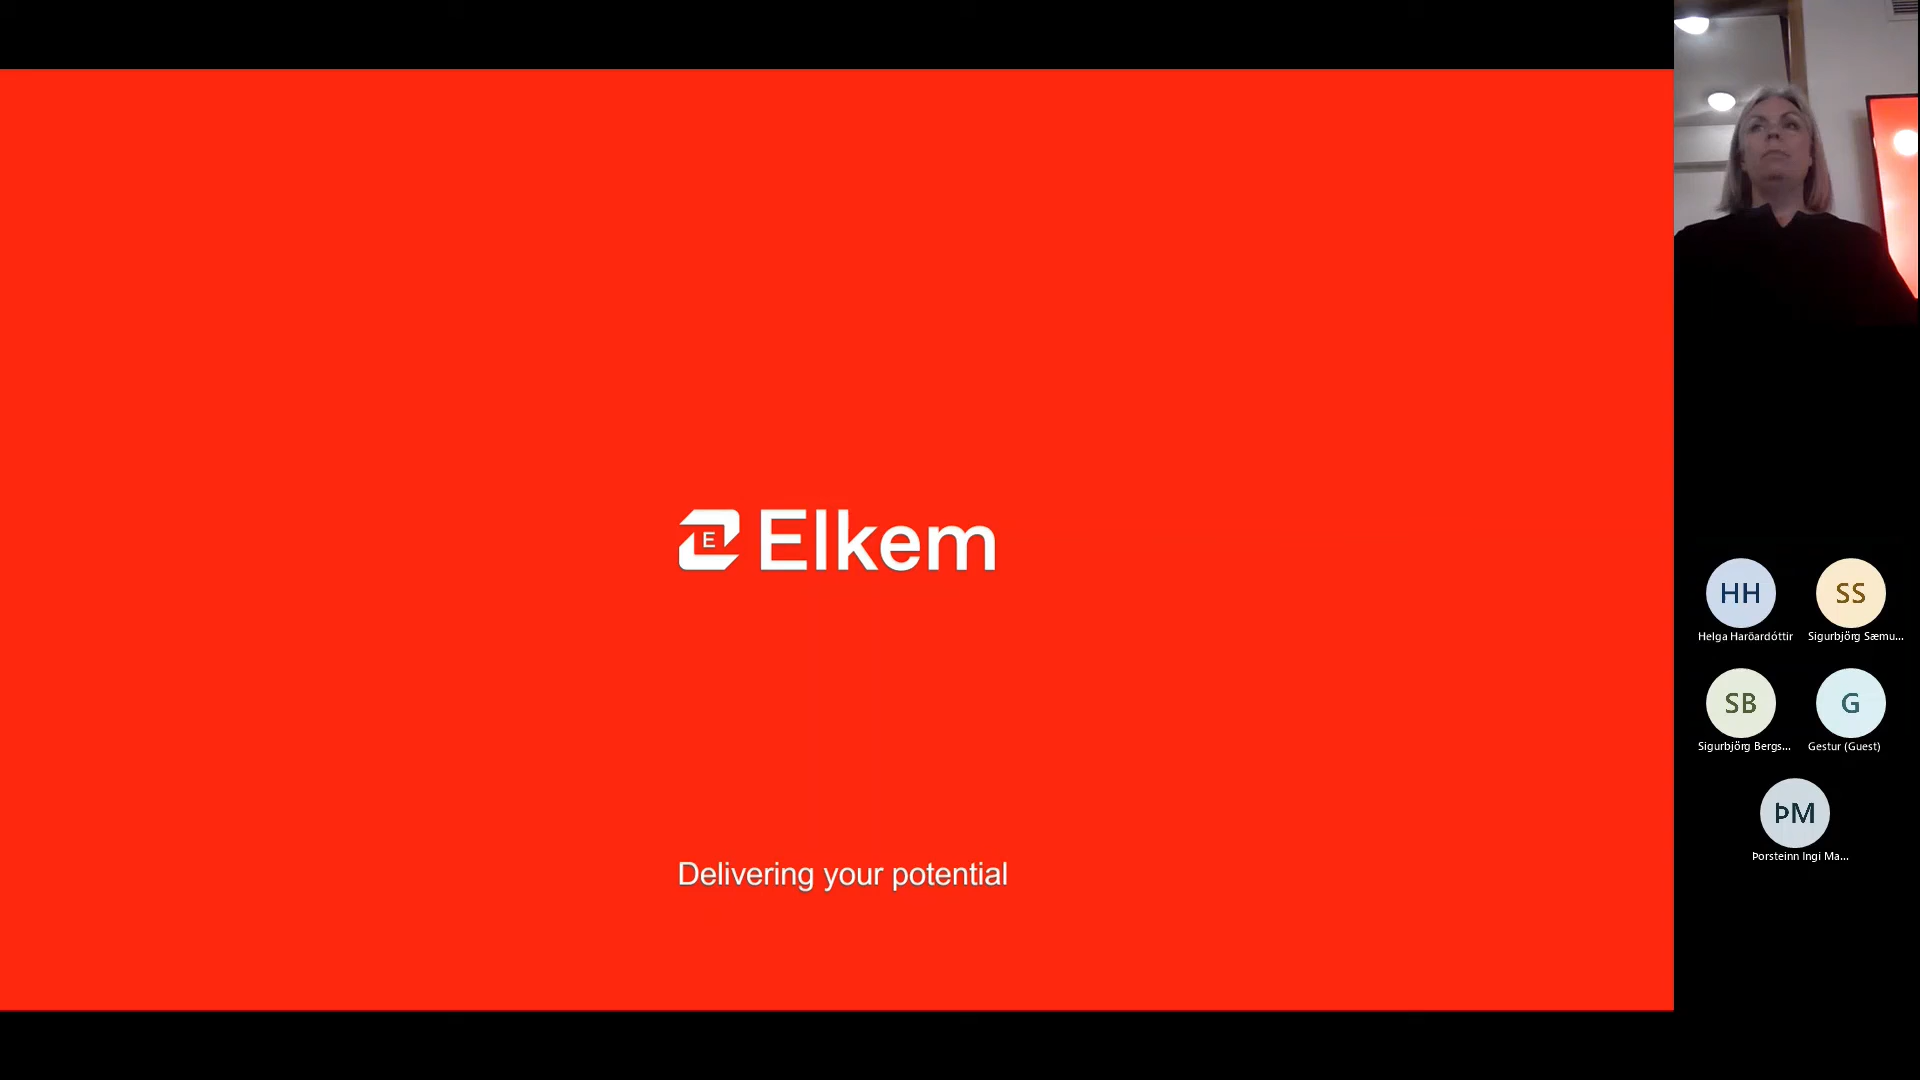 E Elkem
Delivering your potential
HH
Helga Harðardóttir
SS
Sigurbjörg Sæmu...
SB
Sigurbjörg Bergs...
G
Gestur (Guest)
ÞM
Þorsteinn Ingi Ma...